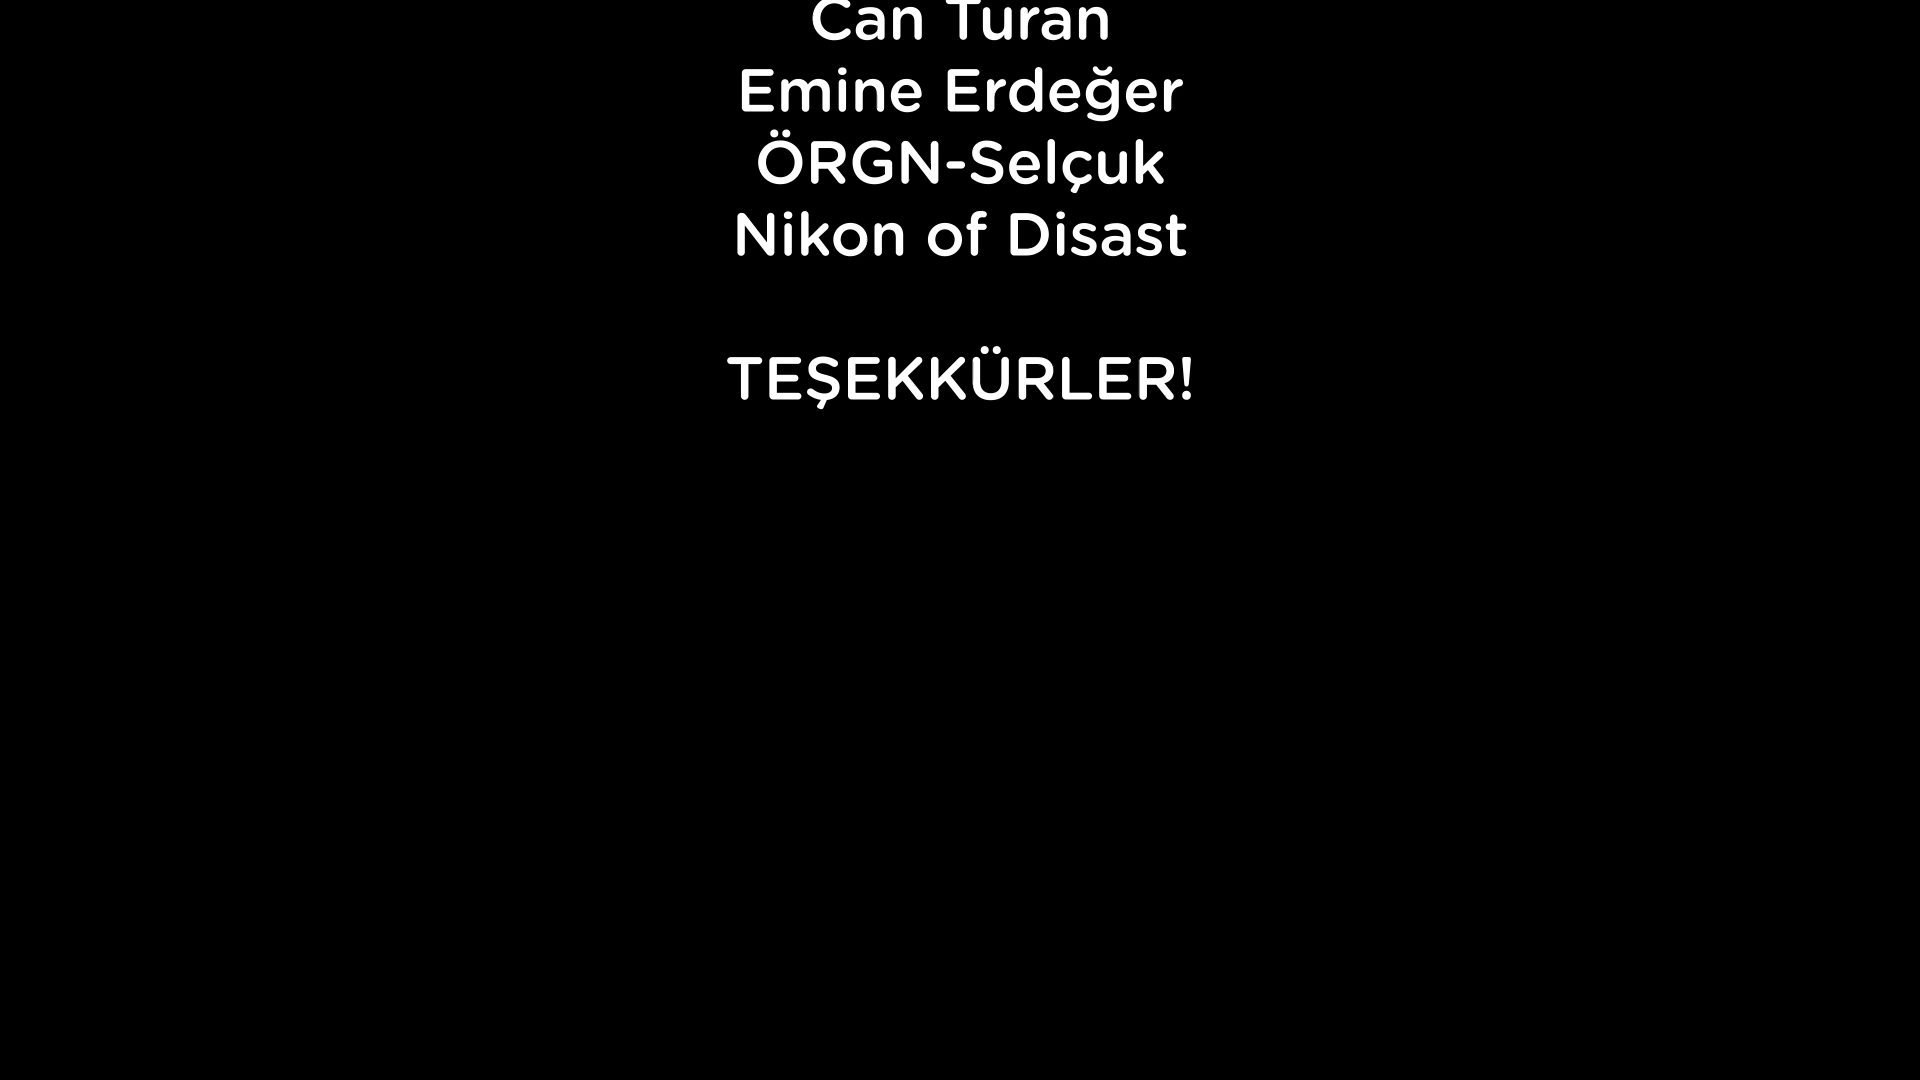 Can Turan
Emine Erdeğer
ÖRGN-Selçuk
Nikon of Disast
TEŞEKKÜRLER!